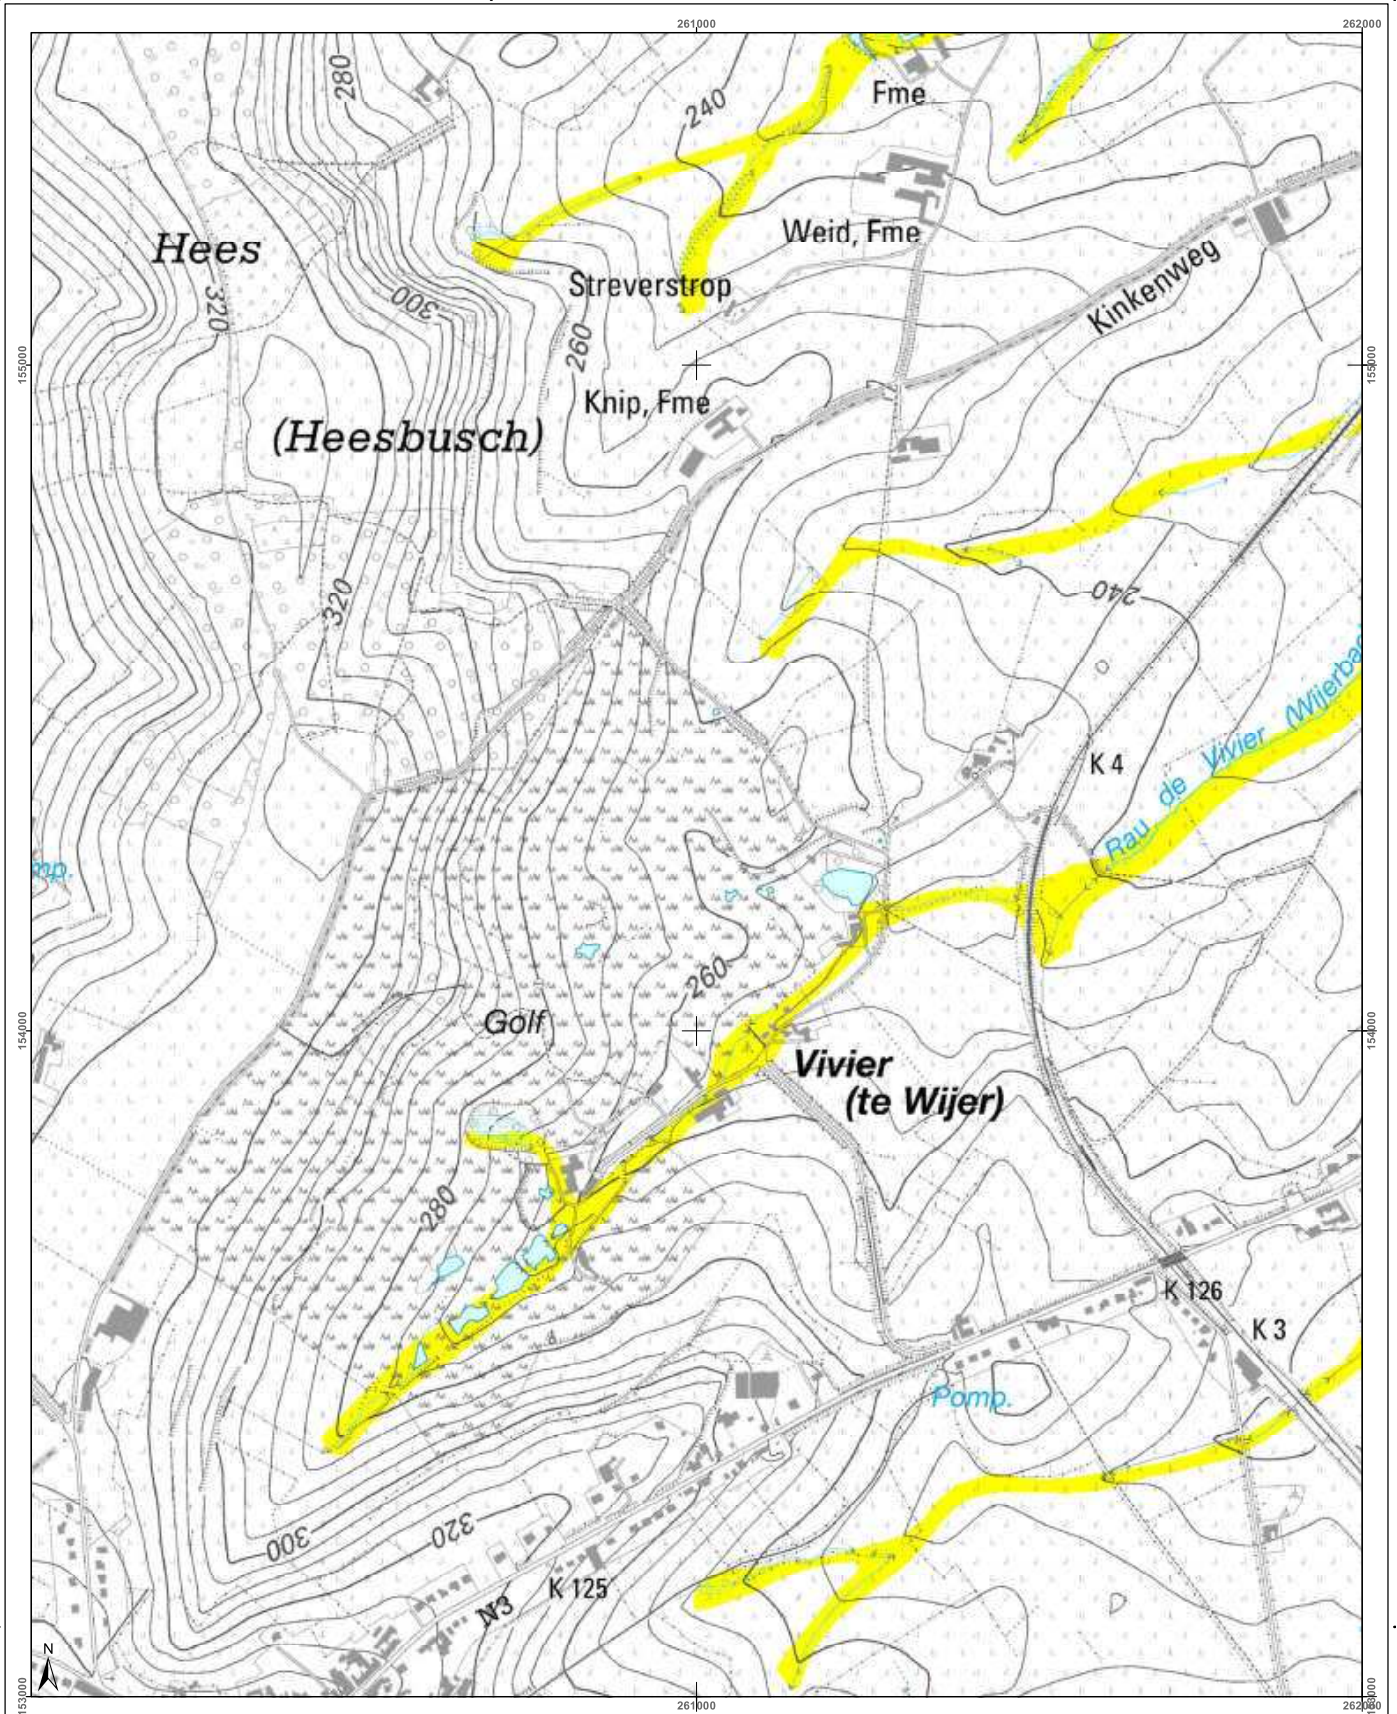 261000
262000
280
240
Fme
Hees
Weid, Fme
320
300
Streverstrop
Kinkenweg
260
155000
155000
Knip, Fme
(Heesbusch)
320
240
K 4
Rau de Vivier
mp.
260
Golf
154000
154000
Vivier
(te Wijer)
280
K 126
K 3
Pomp.
300
320
K 125
N3
N
153000
261000
262000